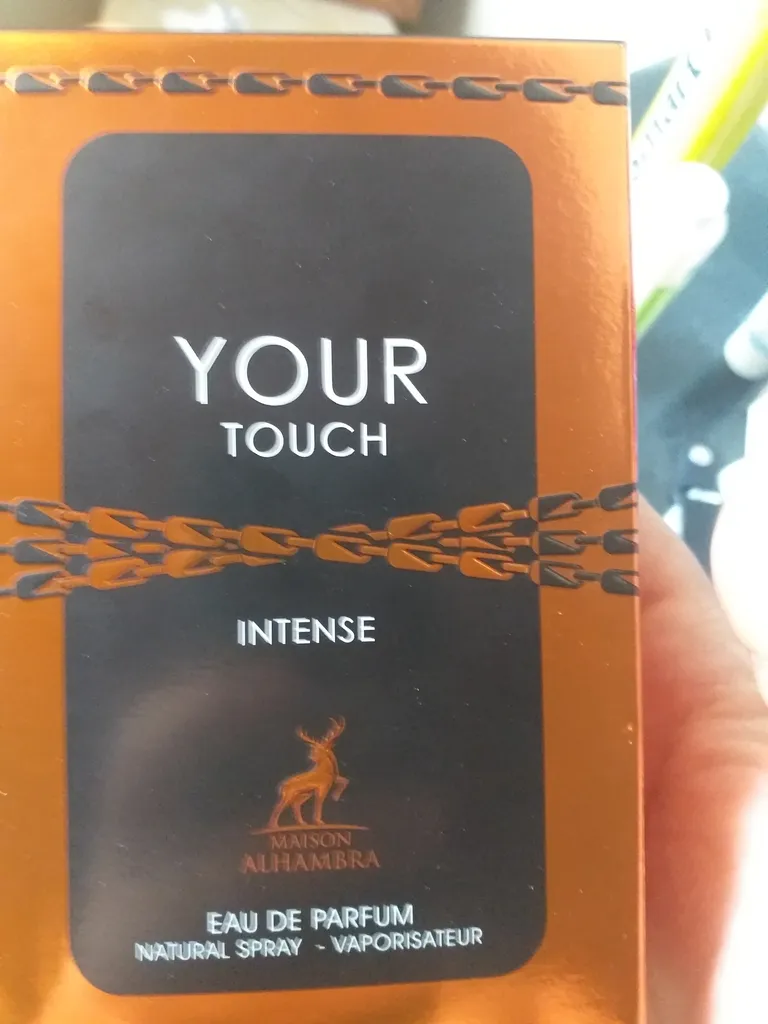 YOUR
TOUCH
INTENSE
MAISON
ALHAMBRA
EAU DE PARFUM
NATURAL SPRAY - VAPORISATEUR